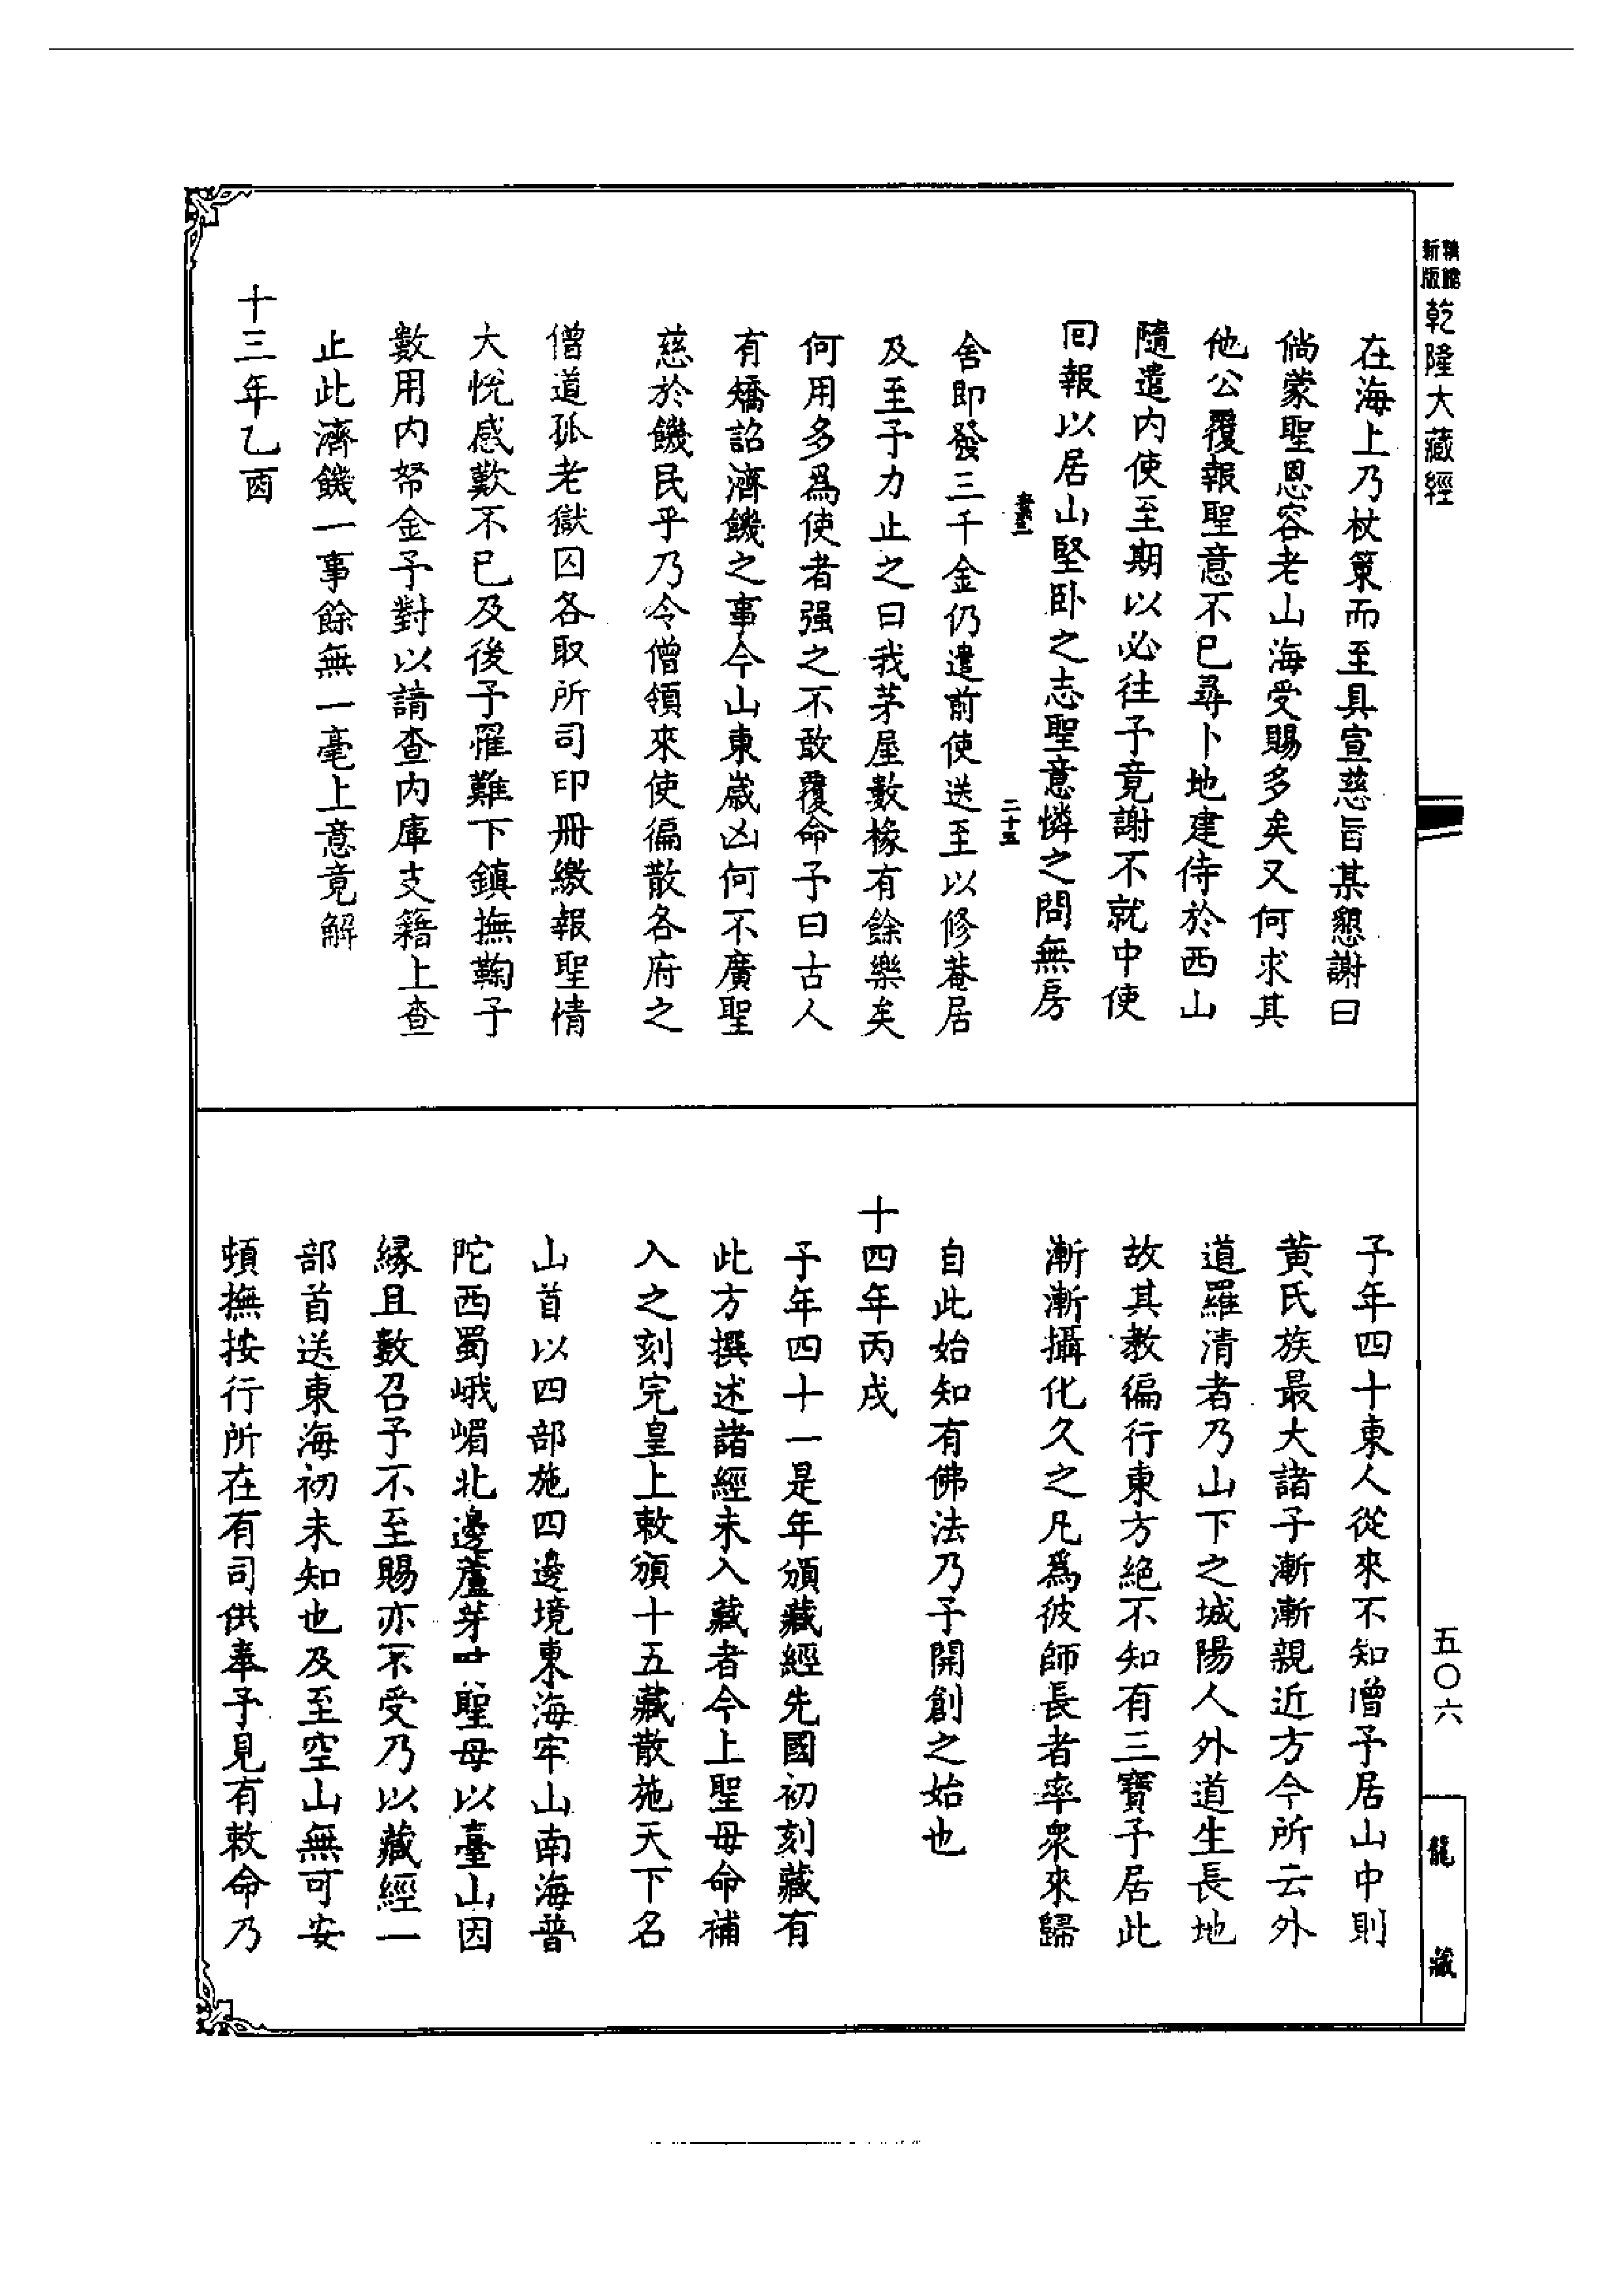 新版
乾隆大藏經
在海上乃杖策而至具宣慈旨某懇謝曰
倘蒙聖恩容老山海受賜多矣又何求其
他公覆報聖意不已尋卜地建侍於西山
隨遣内使至期以必往予竟謝不就中使
回報以居山堅卧之志聖意憐之問無房
二十五
舍即發三千金仍遣前使送至以修菴居
及至予力止之曰我茅屋數椽有餘樂矣
何用多爲使者强之不敢覆命予曰古人
有矯詔濟饑之事今山東嵗凶何不廣聖
慈於饑民乎乃令僧領來使徧散各府之
僧道孤老獄囚各取所司印冊繳報聖情
大悅感歎不已及後予罹難下鎮撫鞫予
數用内帑金予對以請查内庫支籍上查
止此濟饑一事餘無一毫上意竟解
十三年乙酉
予年四十東人從來不知僧予居山中則
黄氏族最大諸子漸漸親近方今所云外
道羅清者乃山下之城陽人外道生長地
故其教徧行東方絶不知有三寶予居此
漸漸攝化久之凡爲彼師長者率衆來歸
自此始知有佛法乃予開創之始也
十四年丙戌
予年四十一是年頒藏經先國初刻藏有
此方撰述諸經未入藏者今上聖母命補
入之刻完皇上敕頒十五藏散施天下名
山首以四部施四邊境東海牢山南海普
陀西蜀峨嵋北邊蘆芽聖母以臺山因
縁且數召予不至賜亦不受乃以藏經一
部首送東海初未知也及至空山無可安
頓撫按行所在有司供奉予見有敕命乃
五〇六
龍藏